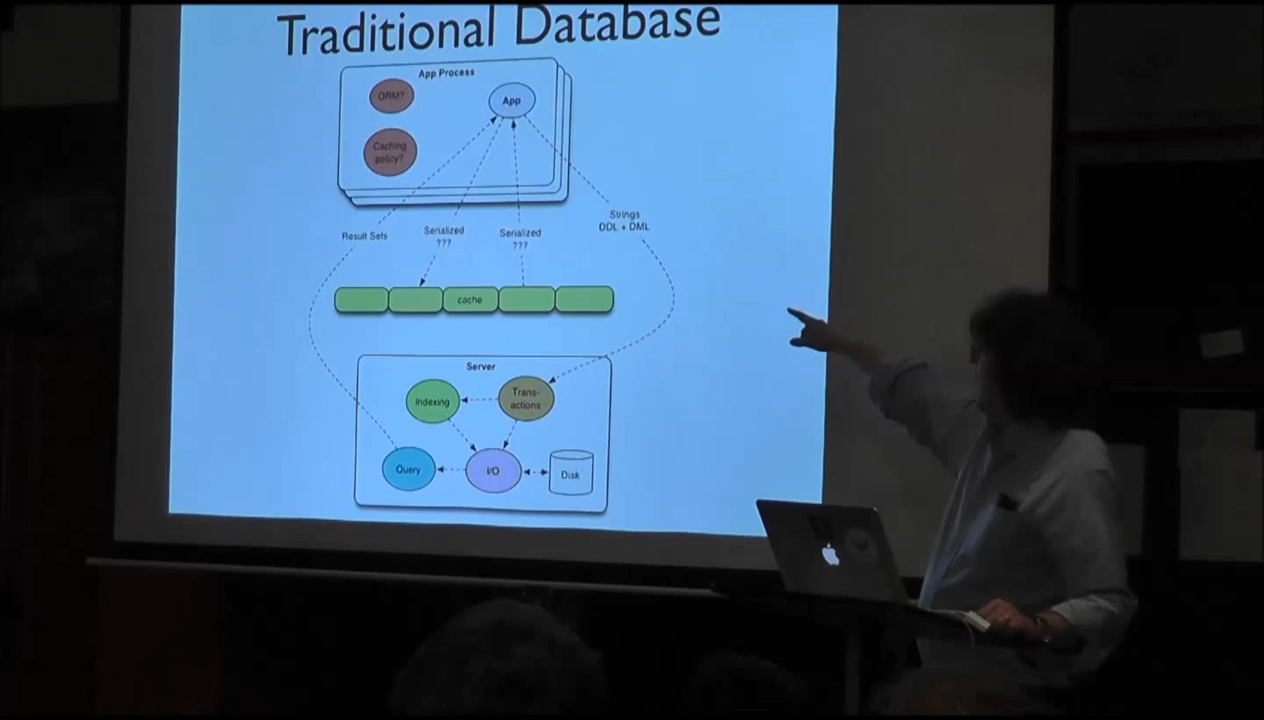 Traditional Database
App Process
ORM?
App
Caching
policy?
Strings
DDL + DML
Result Sets
Serialized
???
Serialized
???
cache
Server
Indexing
Trans-
actions
Query
I/O
Disk